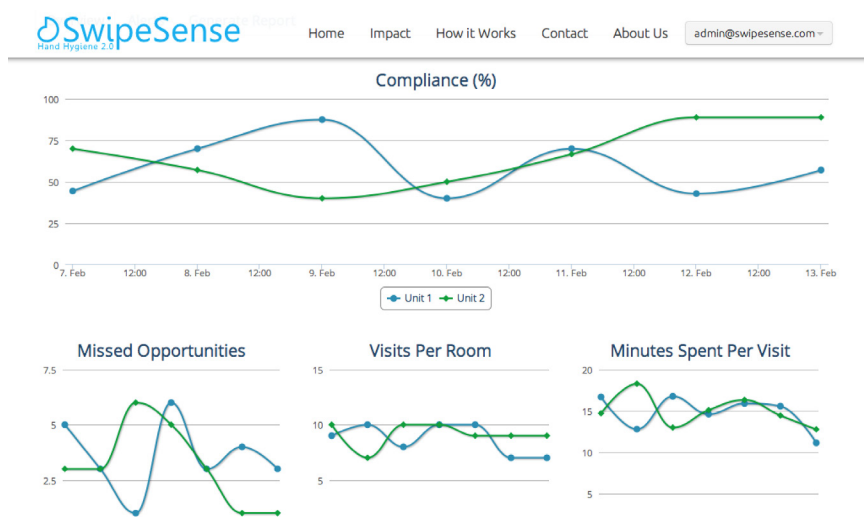 SwipeSense
Hand Hygiene 2.0
Report
Home Impact How it Works Contact About Us admin@swipesense.com
Compliance (%)
100
75
50
25
0
7. Feb 12:00 8. Feb 12:00 9. Feb 12:00 10. Feb 12:00 11. Feb 12:00 12. Feb 12:00 13. Feb
Unit 1 Unit 2
Missed Opportunities
7.5
5
2.5
Visits Per Room
15
10
5
Minutes Spent Per Visit
20
15
10
5